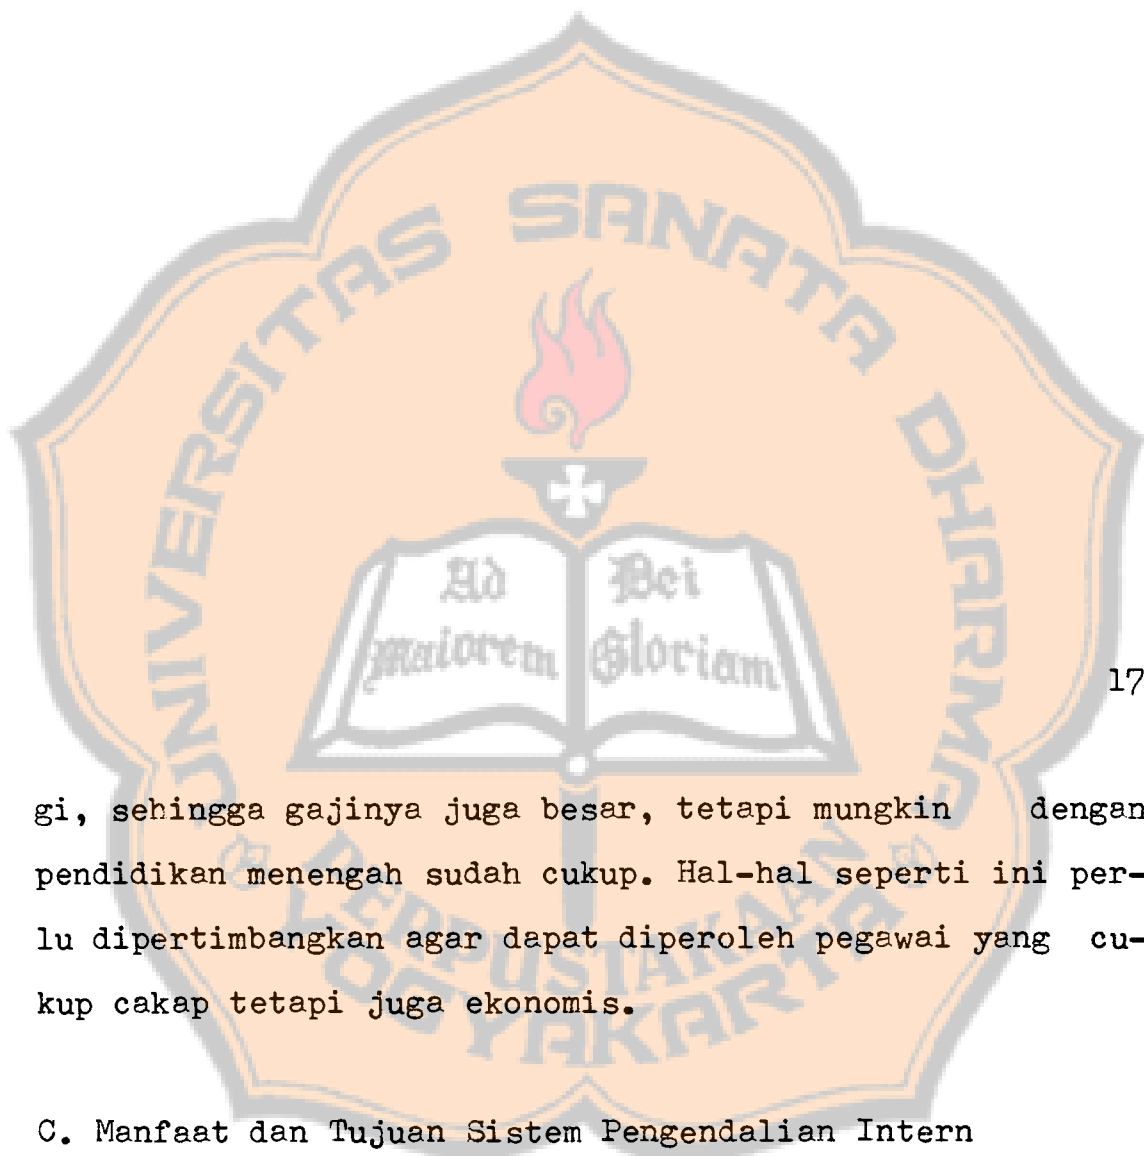 UNIVERSITAS SANATA DHARMA
Ad
Maiorem
Dei
Gloriam
PERPUSTAKAAN
YOGYAKARTA
17
gi, sehingga gajinya juga besar, tetapi mungkin dengan
pendidikan menengah sudah cukup. Hal-hal seperti ini per-
lu dipertimbangkan agar dapat diperoleh pegawai yang cu-
kup cakap tetapi juga ekonomis.
C. Manfaat dan Tujuan Sistem Pengendalian Intern